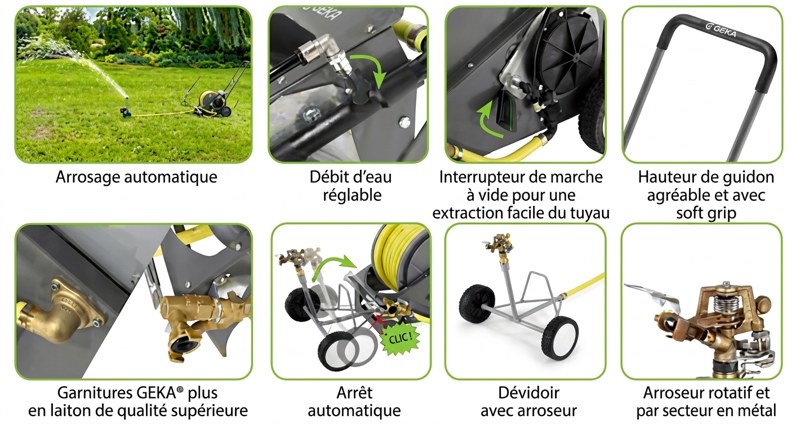 GEKA
GEKA
Arrosage automatique
Débit d'eau
réglable
Interrupteur de marche
à vide pour une
extraction facile du tuyau
Hauteur de guidon
agréable et avec
soft grip
CLIC !
Garnitures GEKA® plus
en laiton de qualité supérieure
Arrêt
automatique
Dévidoir
avec arroseur
Arroseur rotatif et
par secteur en métal